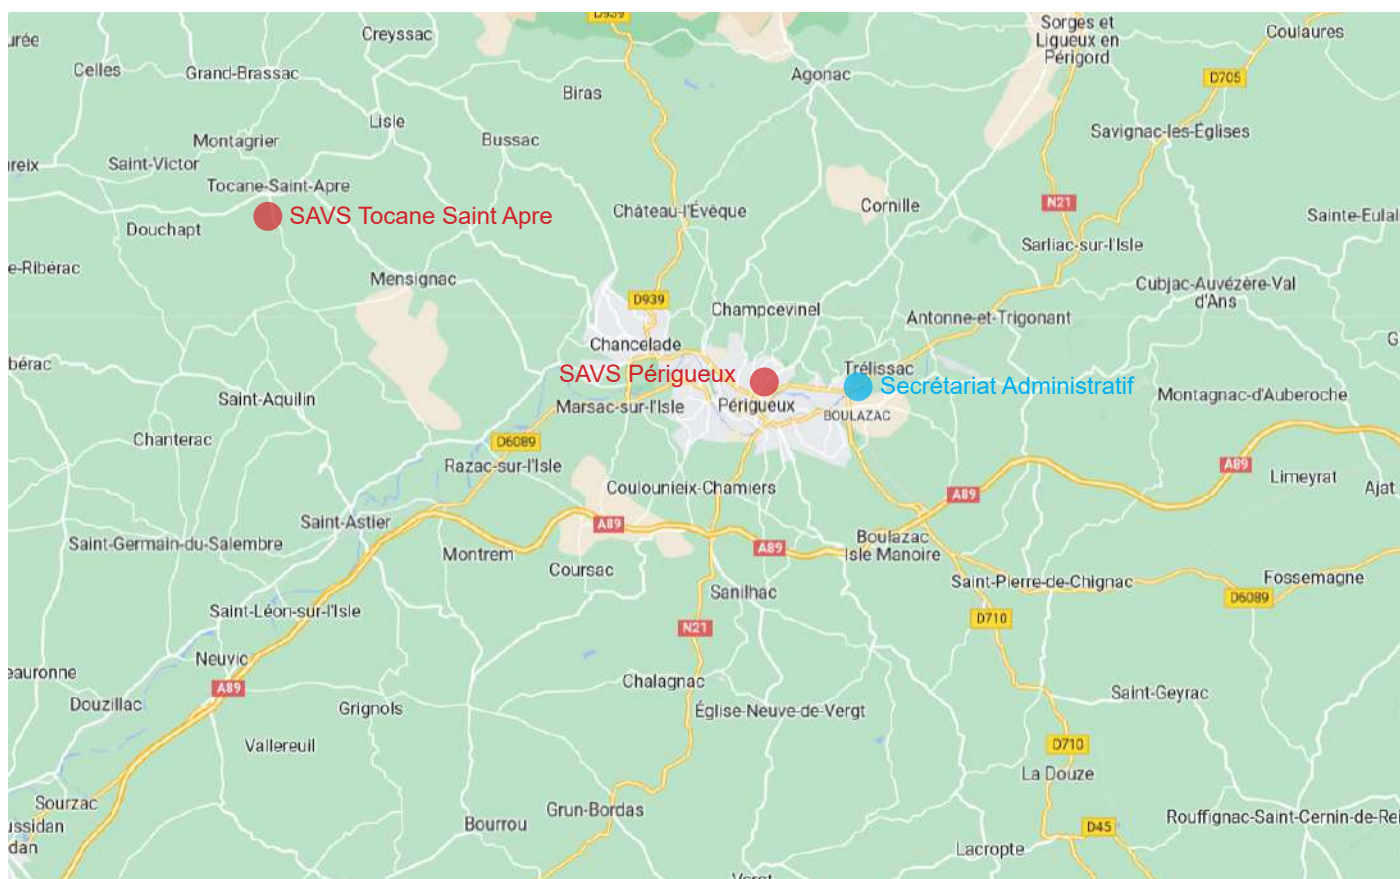 D939
Creyssac
urée
Celles
Grand-Brassac
Biras
Agonac
Sorges et
Ligueux en
Périgord
Coulaures
D705
Lisle
Montagrier
Bussac
Savignac-les-Églises
reix
Saint-Victor
Tocane-Saint-Apre
SAVS Tocane Saint Apre
Douchapt
Château-l'Évêque
Cornille
N21
Sainte-Eulal
Sarliac-sur-l'Isle
e-Ribérac
Mensignac
Cubjac-Auvézère-Val
d'Ans
D939
Champcevinel
Antonne-et-Trigonant
Chancelade
G
bérac
SAVS Périgueux
Trélissac
Secrétariat Administratif
Saint-Aquilin
Marsac-sur-l'Isle
Périgueux
BOULAZAC
Montagnac-d'Auberoche
Chanterac
D6089
Razac-sur-l'Isle
Coulounieix-Chamiers
A89
A89
Limeyrat
Ajat
Saint-Astier
A89
Saint-Germain-du-Salembre
Montrem
A89
Boulazac
Isle Manoire
Coursac
Sanilhac
Saint-Pierre-de-Chignac
Fossemagne
D6089
Saint-Léon-sur-l'Isle
N21
D710
Neuvic
eauronne
A89
Chalagnac
Saint-Geyrac
Douzillac
Grignols
Église-Neuve-de-Vergt
Vallereuil
D710
La Douze
Sourzac
Grun-Bordas
ussidan
dan
Bourrou
D45
Rouffignac-Saint-Cernin-de-Rei
Lacropte